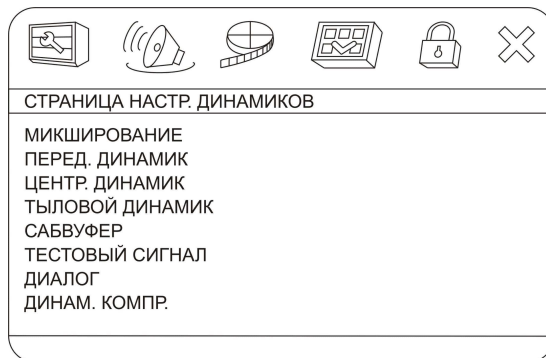 СТРАНИЦА НАСТР. ДИНАМИКОВ
МИКШИРОВАНИЕ
ПЕРЕД. ДИНАМИК
ЦЕНТР. ДИНАМИК
ТЫЛОВОЙ ДИНАМИК
САБВУФЕР
ТЕСТОВЫЙ СИГНАЛ
ДИАЛОГ
ДИНАМ. КОМПР.